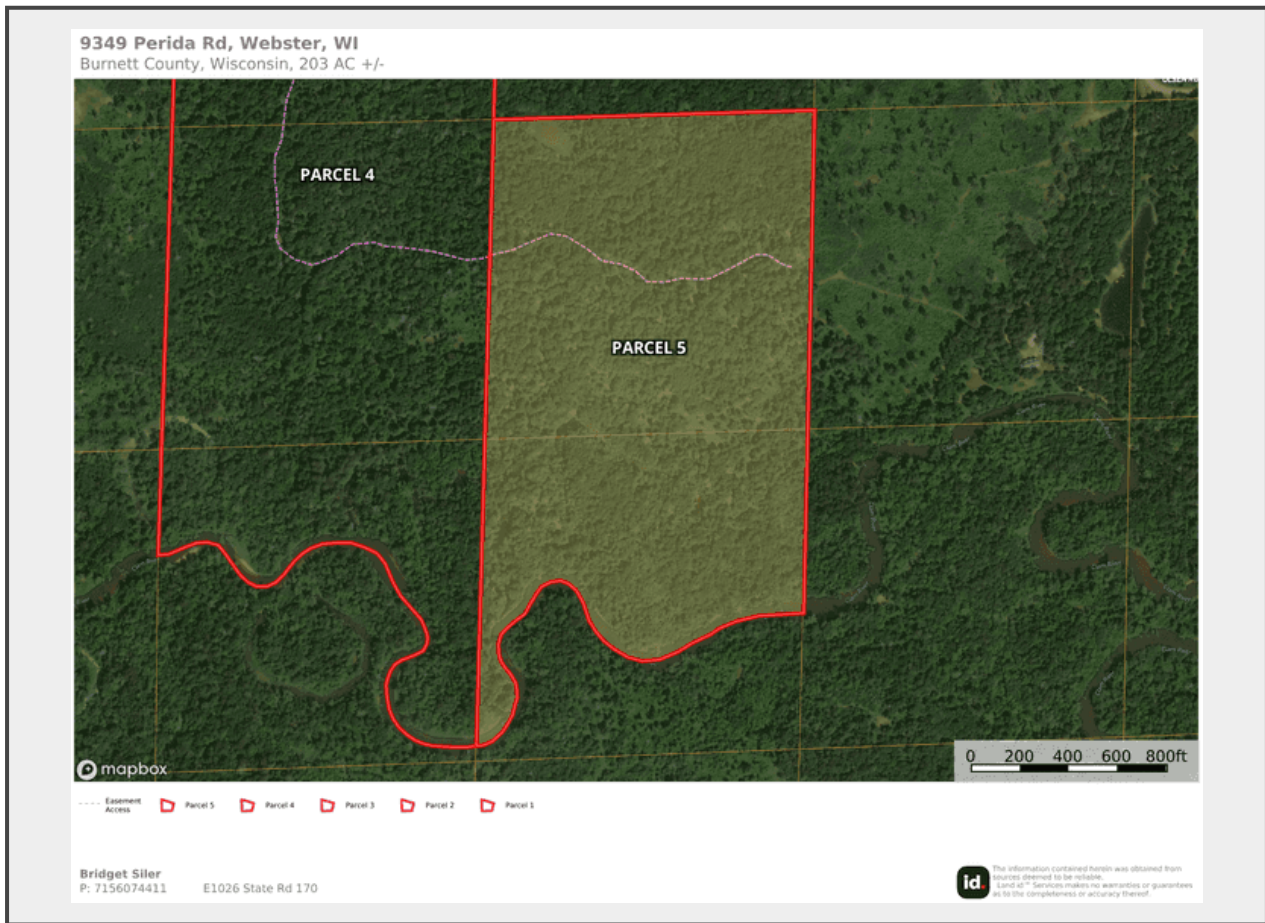 9349 Perida Rd, Webster, WI
Burnett County, Wisconsin, 203 AC +/-
PARCEL 4
PARCEL 5
0 200 400 600 800ft
mapbox
Easement
Access
Parcel 5
Parcel 4
Parcel 3
Parcel 2
Parcel 1
Bridget Siler
P: 7156074411 E1026 State Rd 170
id.
The information contained herein was obtained from
sources deemed to be reliable.
Land id™ Services makes no warranties or guarantees
as to the completeness or accuracy thereof.